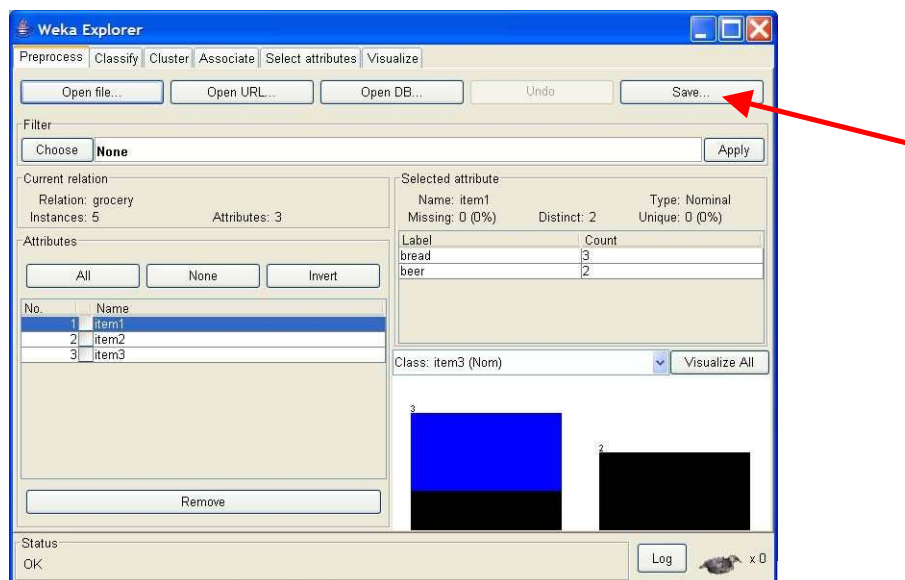 Weka Explorer
Preprocess Classify Cluster Associate Select attributes Visualize
Open file... Open URL... Open DB... Undo Save...
Filter
Choose None Apply
Current relation
Relation: grocery
Instances: 5 Attributes: 3
Selected attribute
Name: item1 Type: Nominal
Missing: 0 (0%) Distinct: 2 Unique: 0 (0%)
Attributes
All None Invert
No. Name
1 item1
2 item2
3 item3
Remove
Label Count
bread 3
beer 2
Class: item3 (Nom) Visualize All
3
2
Status
OK
Log x 0